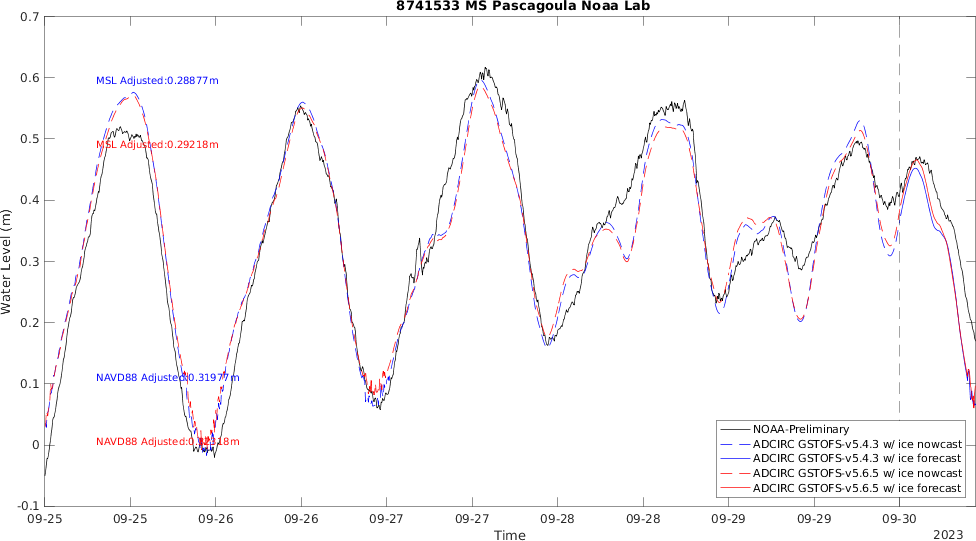 8741533 MS Pascagoula Noaa Lab
0.7
0.6
0.5
0.4
0.3
0.2
0.1
0
-0.1
Water Level (m)
MSL Adjusted:0.28877m
MSL Adjusted:0.29218m
NAVD88 Adjusted:0.31977m
NAVD88 Adjusted:
NOAA-Preliminary
ADCIRC GSTOFS-v5.4.3 w/ ice nowcast
ADCIRC GSTOFS-v5.4.3 w/ ice forecast
ADCIRC GSTOFS-v5.6.5 w/ ice nowcast
ADCIRC GSTOFS-v5.6.5 w/ ice forecast
09-25 09-25 09-26 09-26 09-27 09-27 09-28 09-28 09-29 09-29 09-30
Time
2023